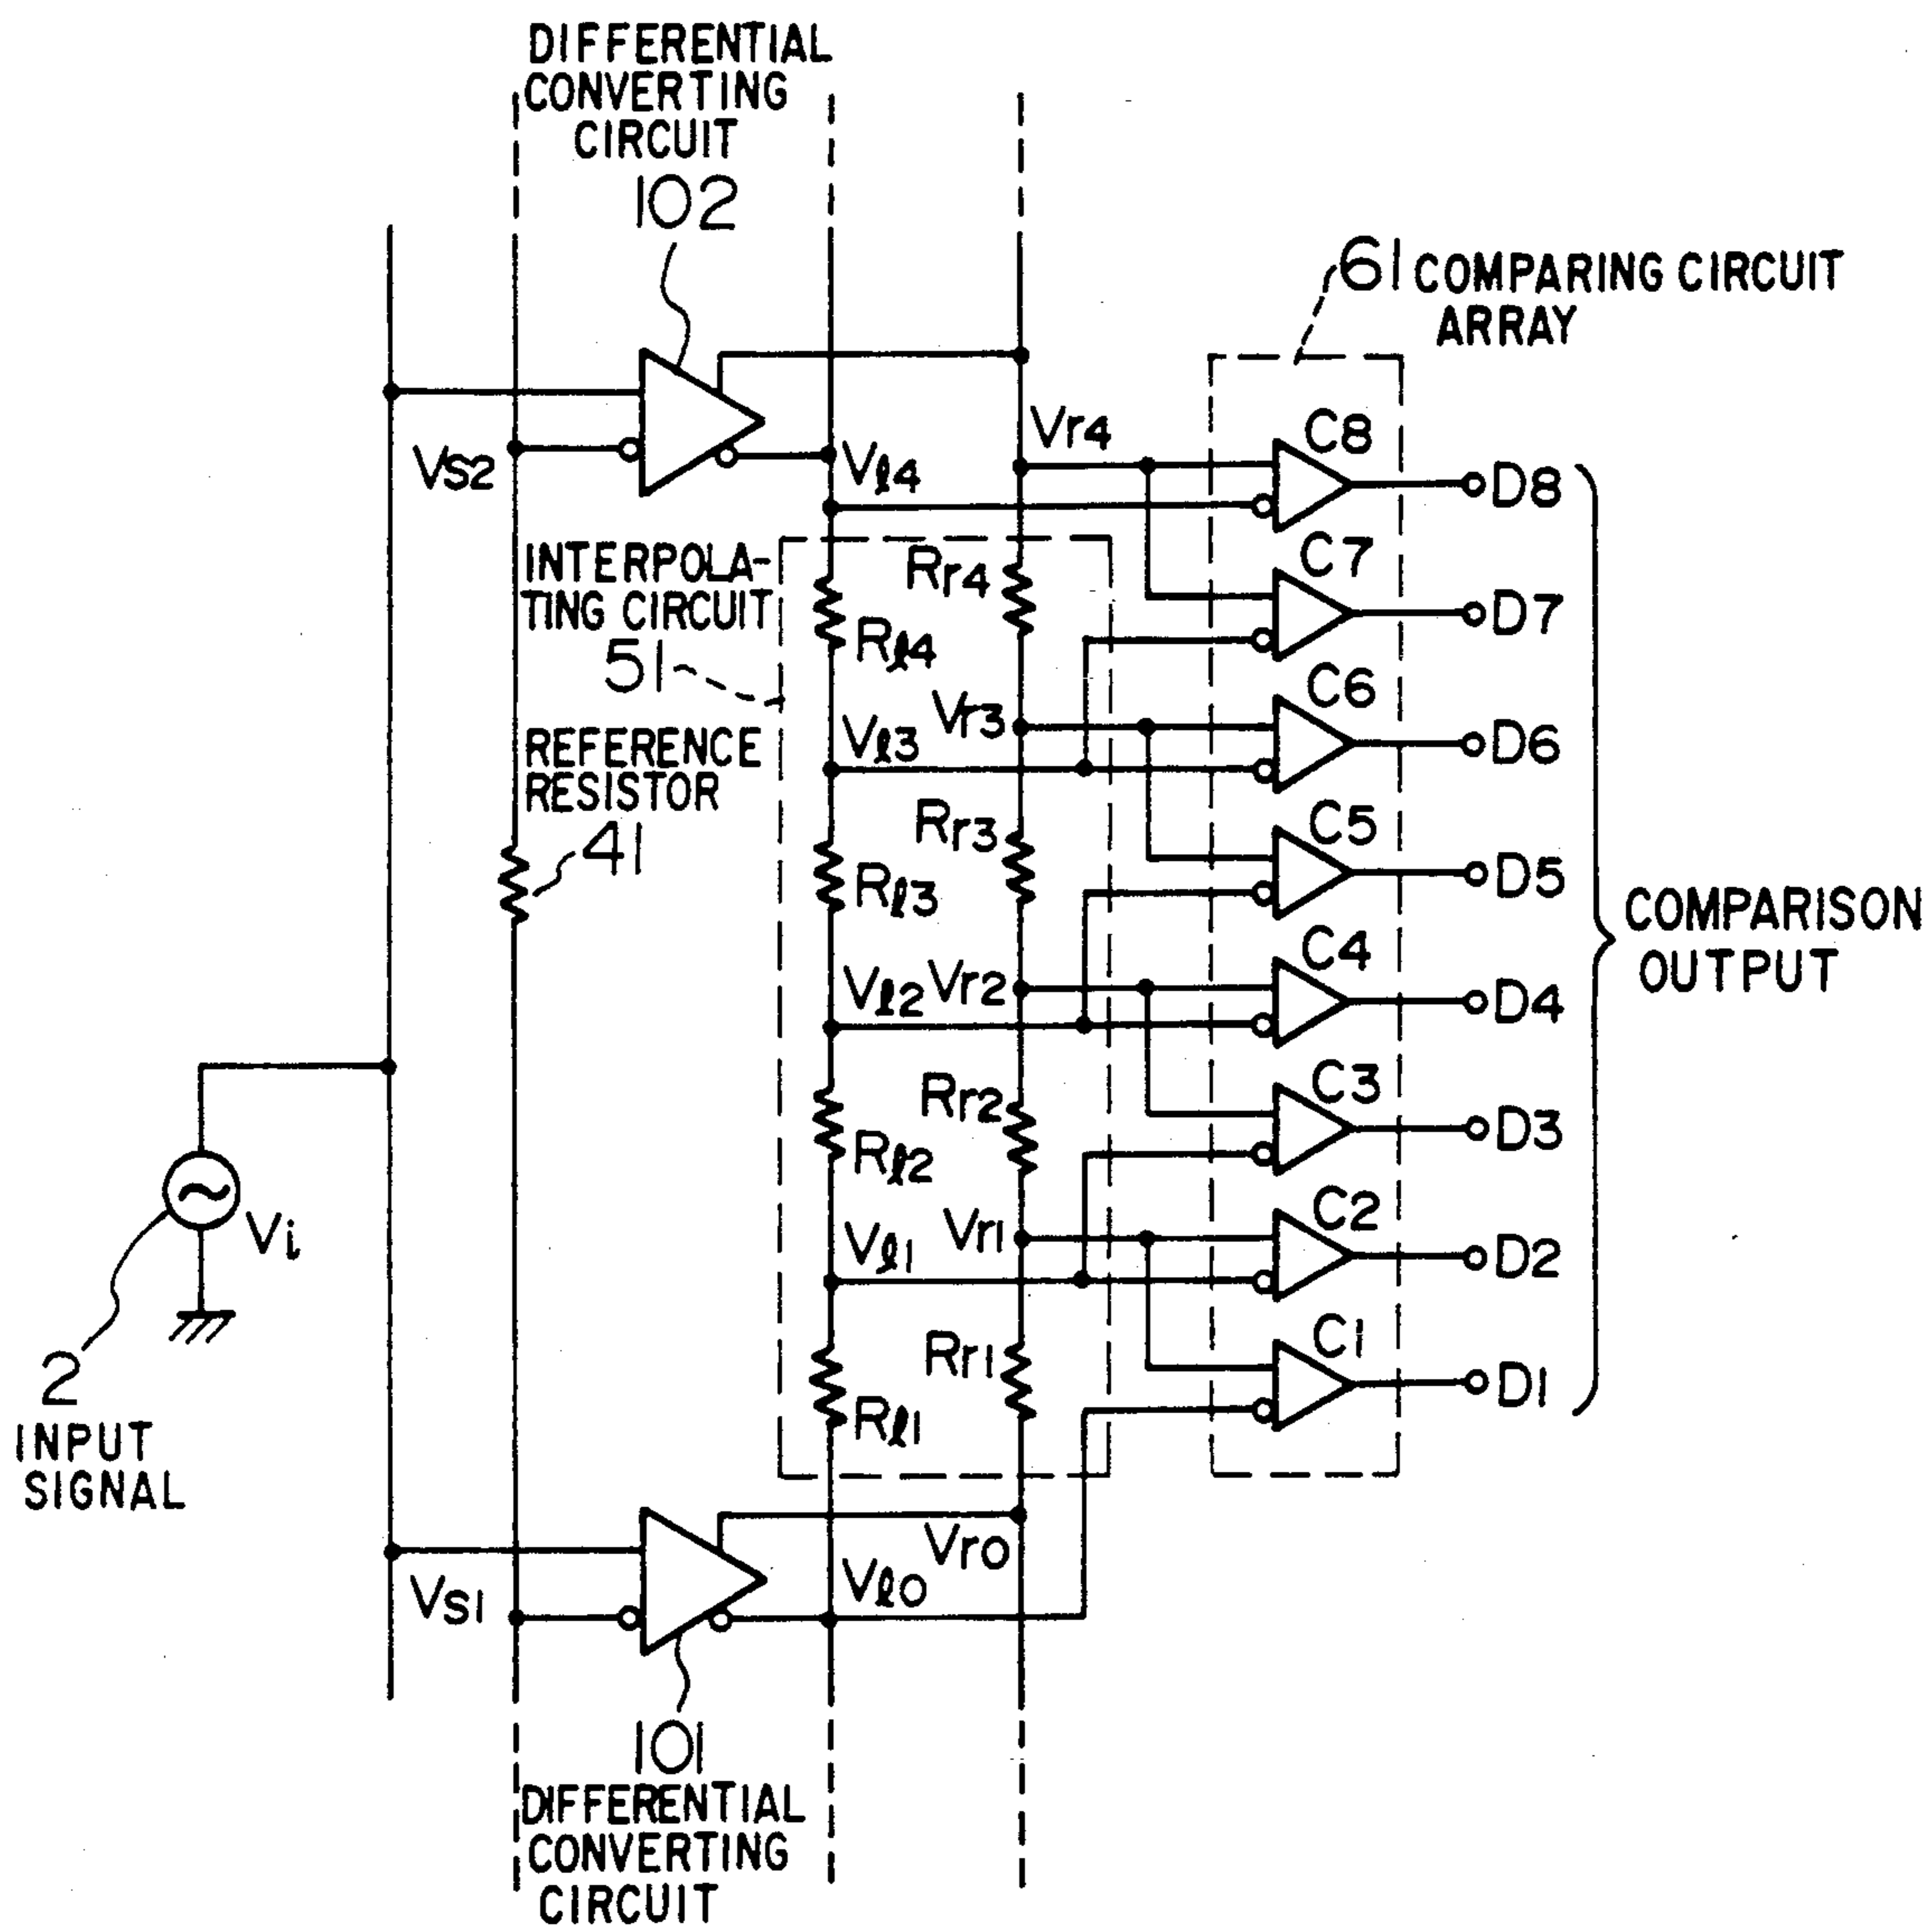 DIFFERENTIAL
CONVERTING
CIRCUIT
102
61 COMPARING CIRCUIT
ARRAY
Vs2
Vℓ4
Vr4
C8
D8
INTERPOLA-
TING CIRCUIT
51
Rr4
Rℓ4
C7
D7
Vℓ3
Vr3
C6
D6
REFERENCE
RESISTOR
41
Rr3
Rℓ3
C5
D5
COMPARISON
OUTPUT
Vℓ2
Vr2
C4
D4
Rr2
Rℓ2
C3
D3
Vi
Vℓ1
Vr1
C2
D2
2
INPUT
SIGNAL
Rr1
Rℓ1
C1
D1
Vs1
Vℓ0
Vr0
101
DIFFERENTIAL
CONVERTING
CIRCUIT